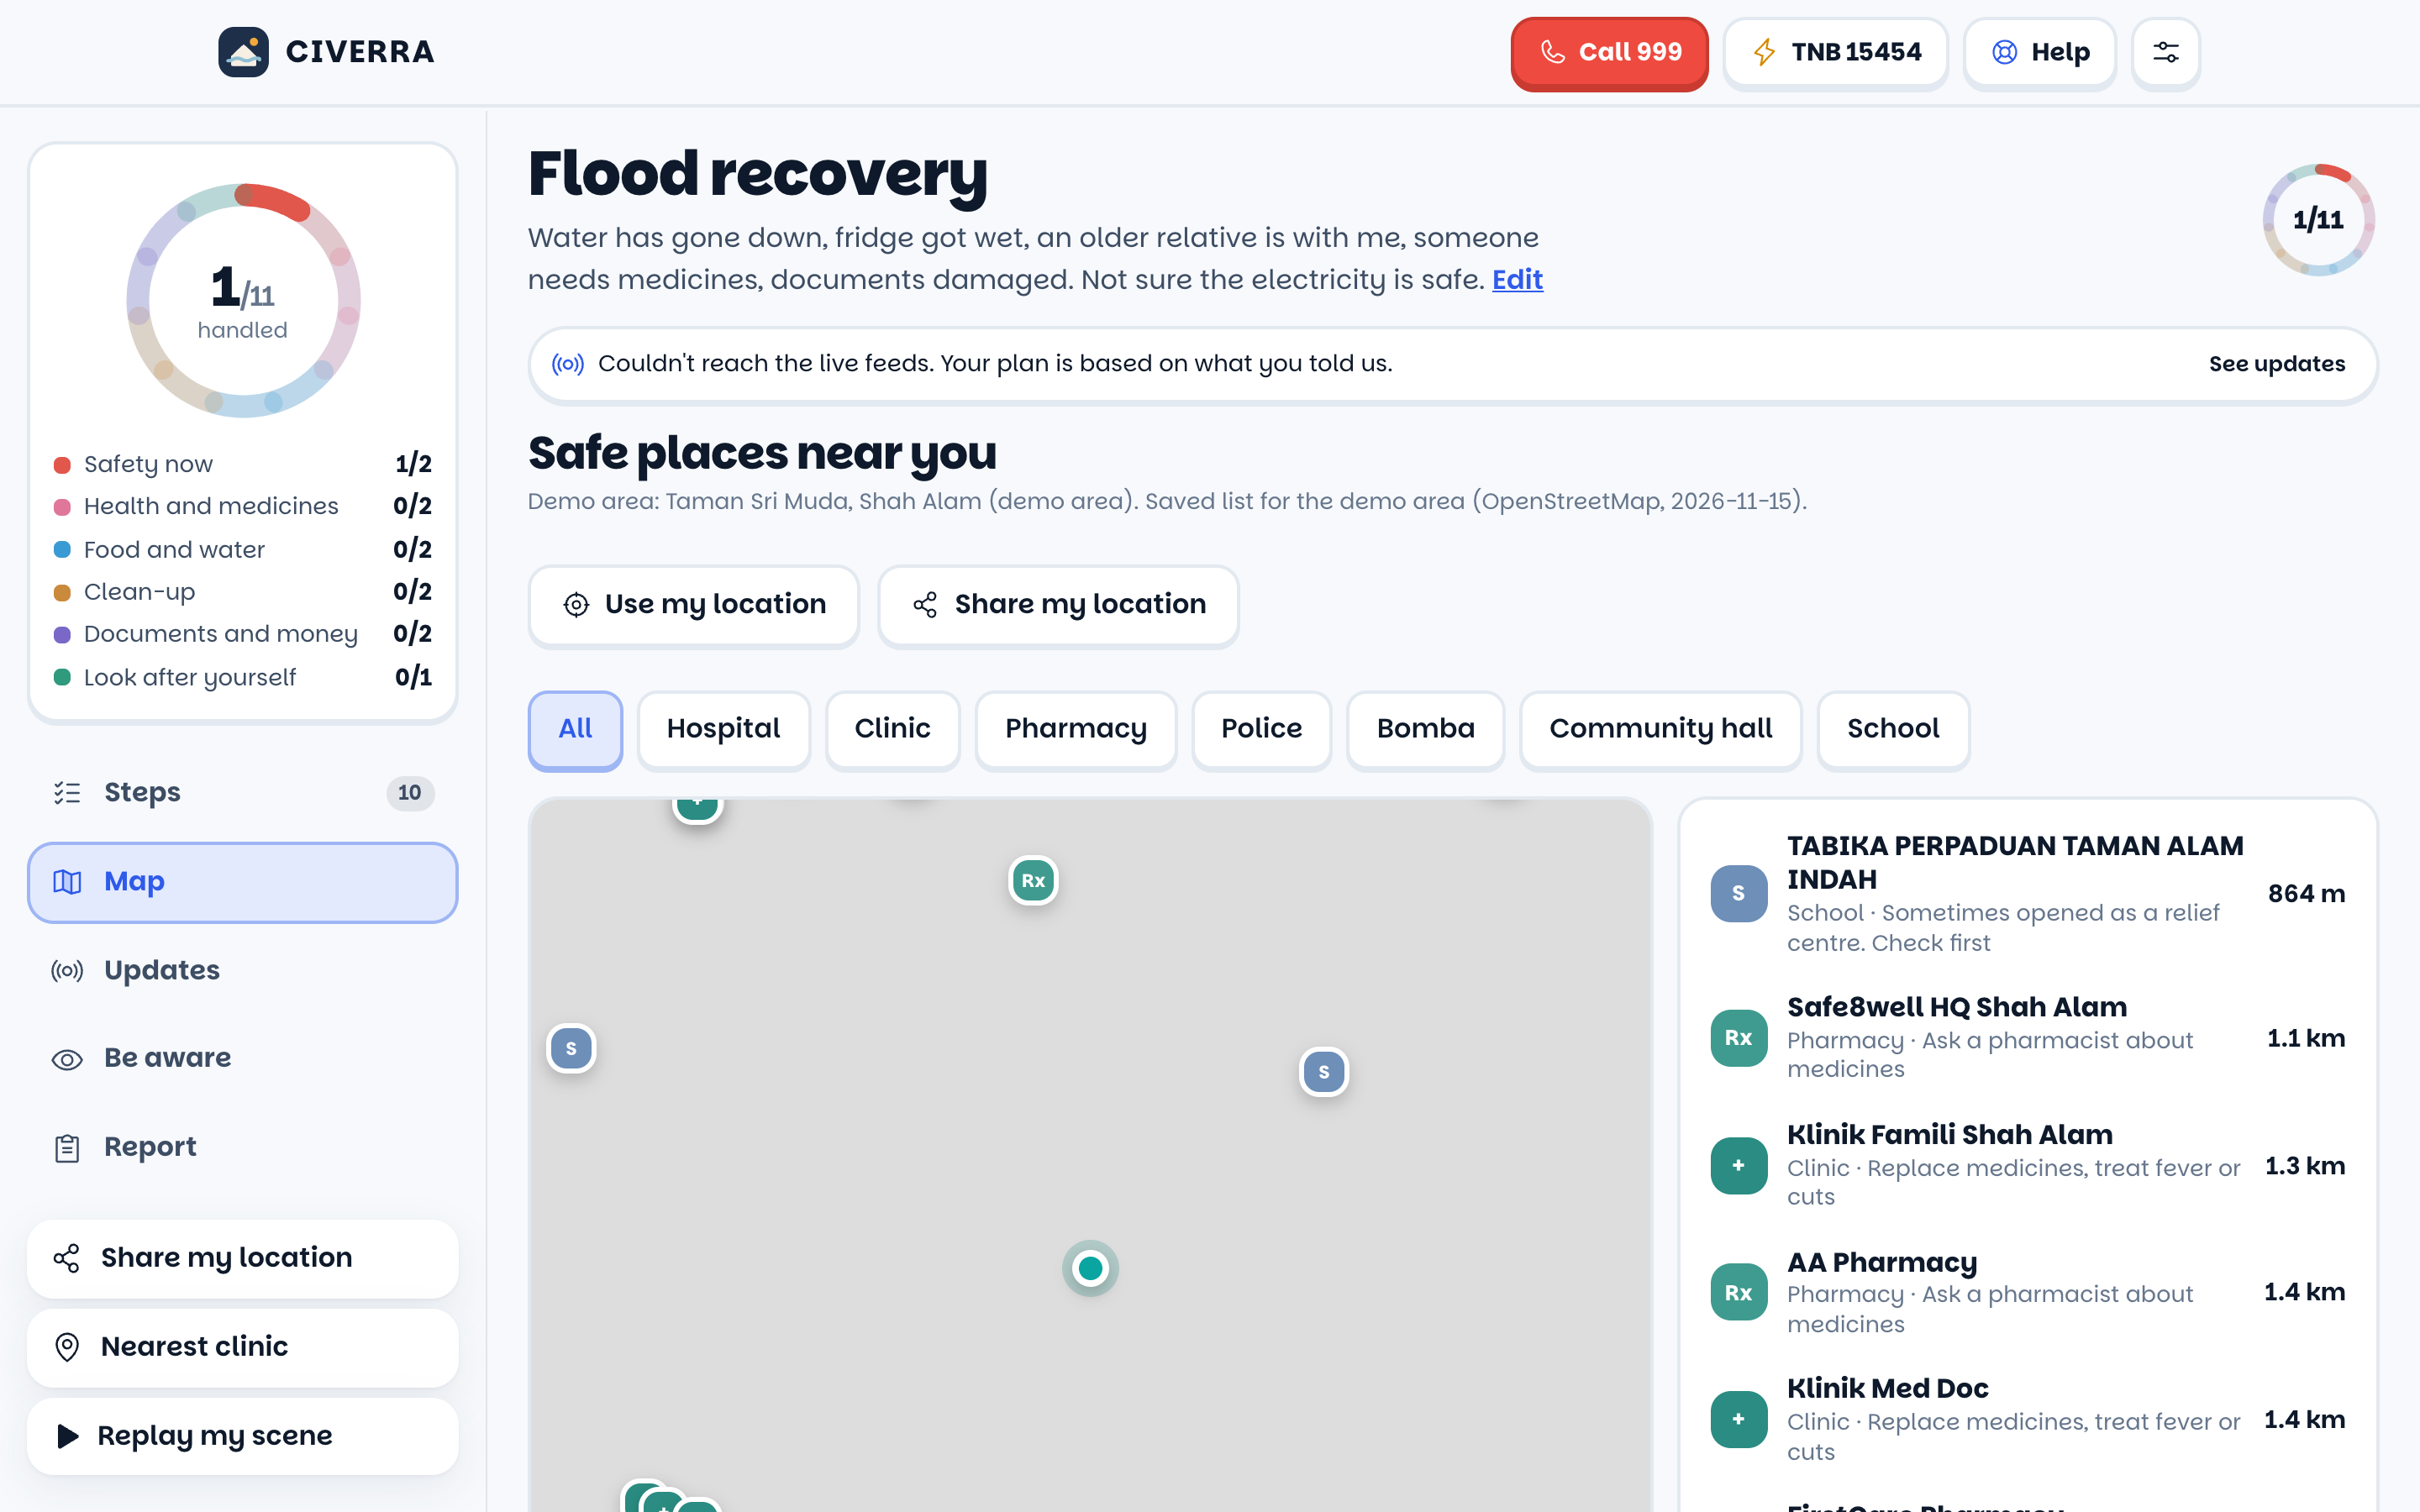 CIVERRA
Call 999
TNB 15454
Help
1/11
handled
Safety now 1/2
Health and medicines 0/2
Food and water 0/2
Clean-up 0/2
Documents and money 0/2
Look after yourself 0/1
Steps 10
Map
Updates
Be aware
Report
Share my location
Nearest clinic
Replay my scene
Flood recovery
Water has gone down, fridge got wet, an older relative is with me, someone
needs medicines, documents damaged. Not sure the electricity is safe. Edit
1/11
Couldn't reach the live feeds. Your plan is based on what you told us.
See updates
Safe places near you
Demo area: Taman Sri Muda, Shah Alam (demo area). Saved list for the demo area (OpenStreetMap, 2026-11-15).
Use my location
Share my location
All
Hospital
Clinic
Pharmacy
Police
Bomba
Community hall
School
Rx
S
S
S
TABIKA PERPADUAN TAMAN ALAM
INDAH
School · Sometimes opened as a relief
centre. Check first
864 m
Rx
Safe8well HQ Shah Alam
Pharmacy · Ask a pharmacist about
medicines
1.1 km
+
Klinik Famili Shah Alam
Clinic · Replace medicines, treat fever or
cuts
1.3 km
Rx
AA Pharmacy
Pharmacy · Ask a pharmacist about
medicines
1.4 km
+
Klinik Med Doc
Clinic · Replace medicines, treat fever or
cuts
1.4 km